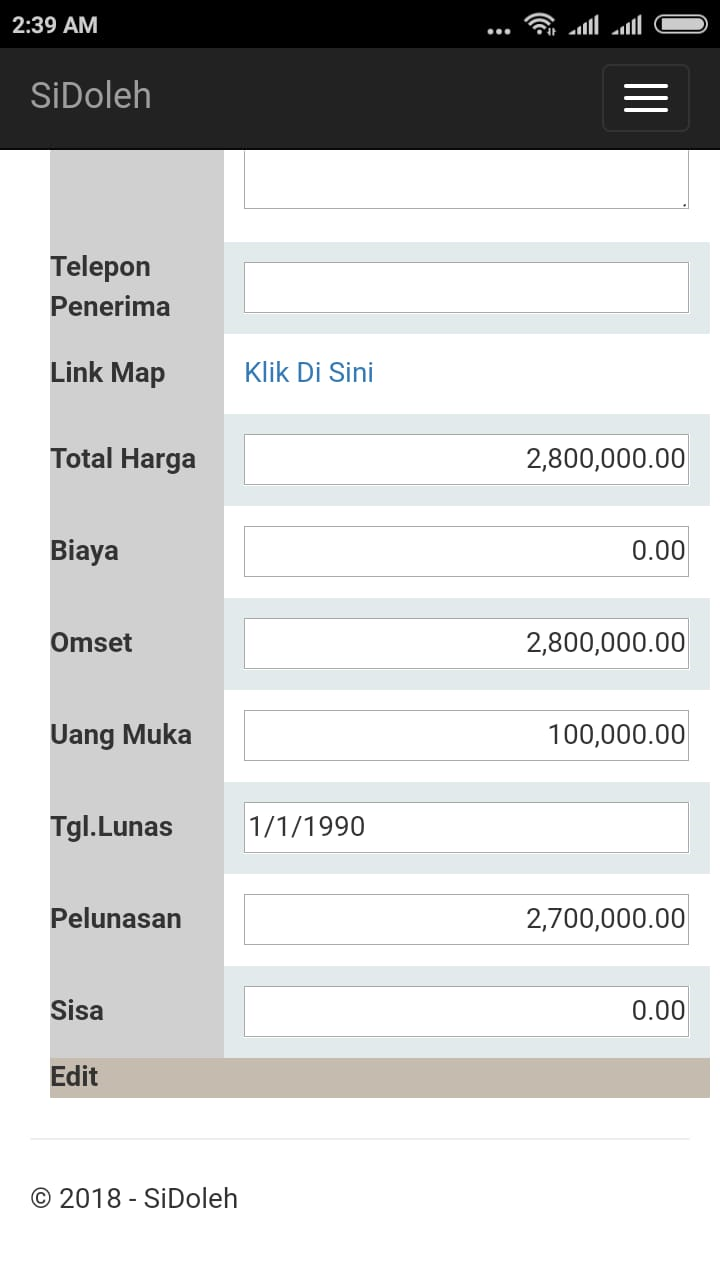 2:39 AM
SiDoleh
Telepon
Penerima
Link Map Klik Di Sini
Total Harga 2,800,000.00
Biaya 0.00
Omset 2,800,000.00
Uang Muka 100,000.00
Tgl.Lunas 1/1/1990
Pelunasan 2,700,000.00
Sisa 0.00
Edit
© 2018 - SiDoleh